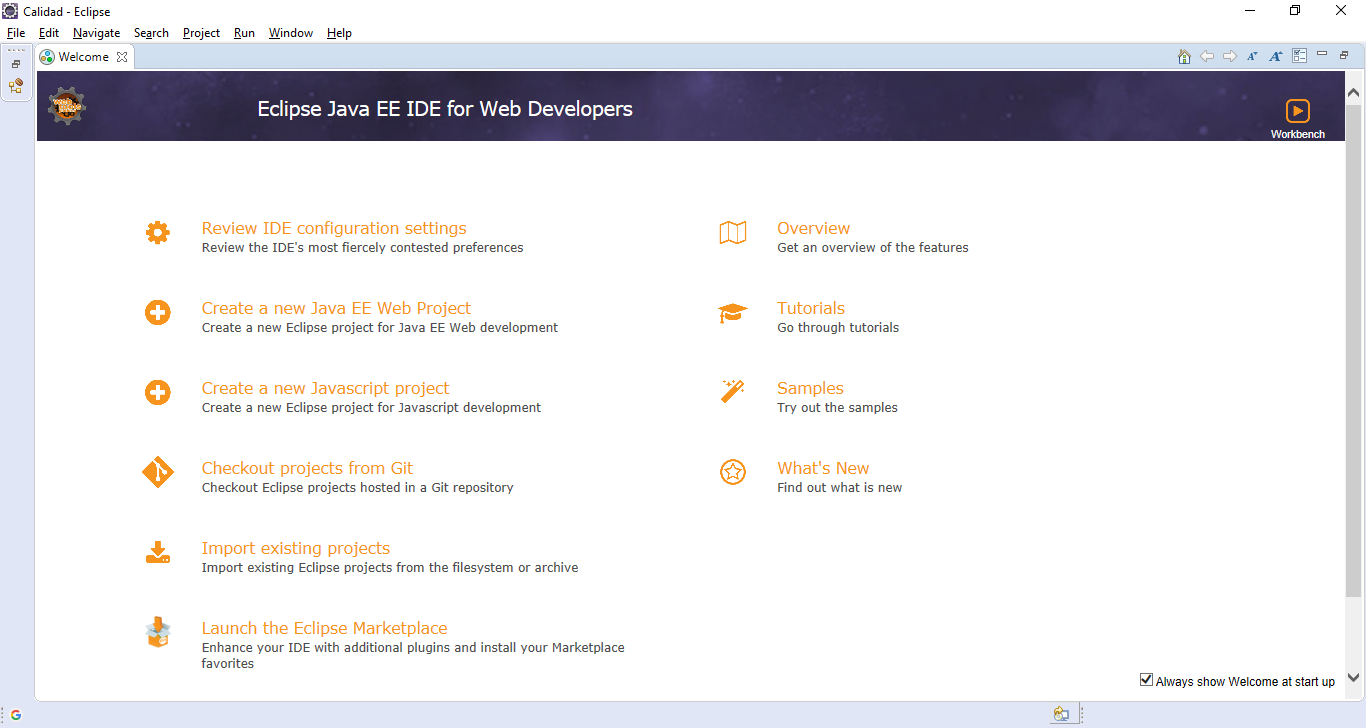 Calidad - Eclipse
File Edit Navigate Search Project Run Window Help
Welcome
Eclipse Java EE IDE for Web Developers
Workbench
Review IDE configuration settings
Review the IDE's most fiercely contested preferences
Create a new Java EE Web Project
Create a new Eclipse project for Java EE Web development
Create a new Javascript project
Create a new Eclipse project for Javascript development
Checkout projects from Git
Checkout Eclipse projects hosted in a Git repository
Import existing projects
Import existing Eclipse projects from the filesystem or archive
Launch the Eclipse Marketplace
Enhance your IDE with additional plugins and install your Marketplace
favorites
Overview
Get an overview of the features
Tutorials
Go through tutorials
Samples
Try out the samples
What's New
Find out what is new
Always show Welcome at start up